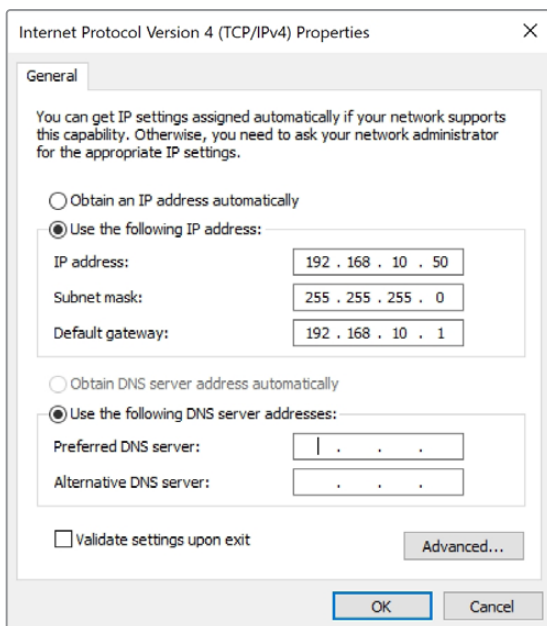 Internet Protocol Version 4 (TCP/IPv4) Properties
General
You can get IP settings assigned automatically if your network supports
this capability. Otherwise, you need to ask your network administrator
for the appropriate IP settings.
Obtain an IP address automatically
Use the following IP address:
IP address: 192 . 168 . 10 . 50
Subnet mask: 255 . 255 . 255 . 0
Default gateway: 192 . 168 . 10 . 1
Obtain DNS server address automatically
Use the following DNS server addresses:
Preferred DNS server: . . .
Alternative DNS server: . . .
Validate settings upon exit
Advanced...
OK Cancel